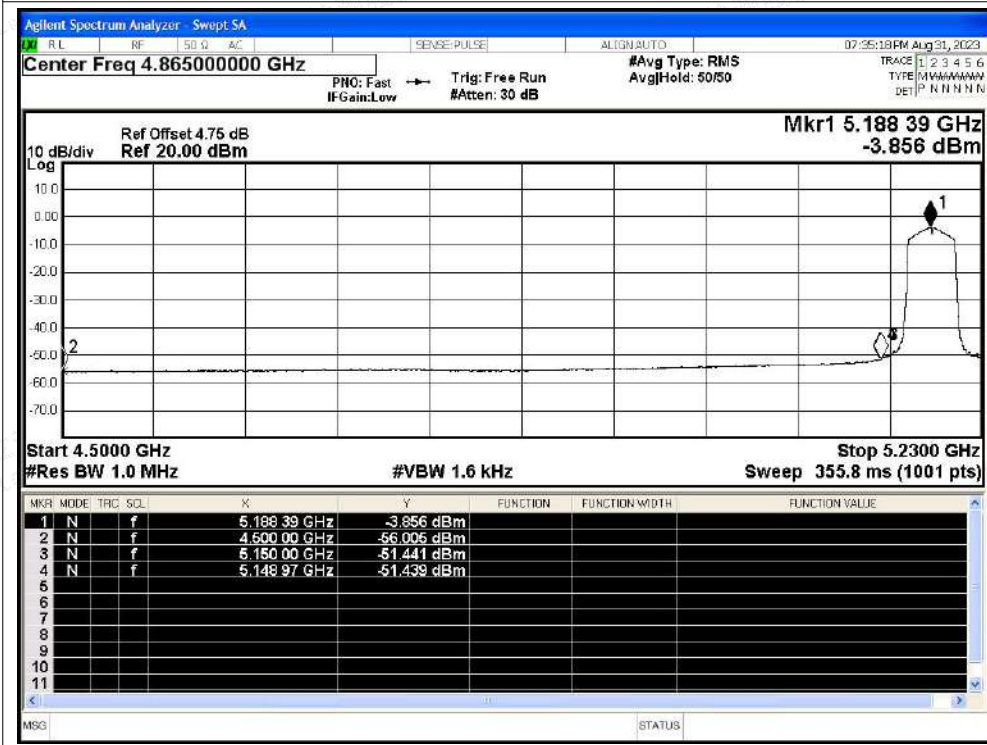 Agilent Spectrum Analyzer - Swept SA
LXI RL RF 50 Ω AC SENSE:PULSE ALIGN AUTO 07:35:18 PM Aug 31, 2023
Center Freq 4.865000000 GHz
PNO: Fast
IFGain:Low
Trig: Free Run
#Atten: 30 dB
#Avg Type: RMS
Avg|Hold: 50/50
TRACE 1 2 3 4 5 6
TYPE M
DET P N N N N N
Mkr1 5.188 39 GHz
-3.856 dBm
Ref Offset 4.75 dB
10 dB/div Ref 20.00 dBm
Log
10.0
0.00
-10.0
-20.0
-30.0
-40.0
-50.0
-60.0
-70.0
1
2
Start 4.5000 GHz Stop 5.2300 GHz
#Res BW 1.0 MHz #VBW 1.6 kHz Sweep 355.8 ms (1001 pts)
MKR MODE TRC SCL X Y FUNCTION FUNCTION WIDTH FUNCTION VALUE
1 N f 5.188 39 GHz -3.856 dBm
2 N f 4.500 00 GHz -56.005 dBm
3 N f 5.150 00 GHz -51.441 dBm
4 N f 5.148 97 GHz -51.439 dBm
5
6
7
8
9
10
11
MSG STATUS